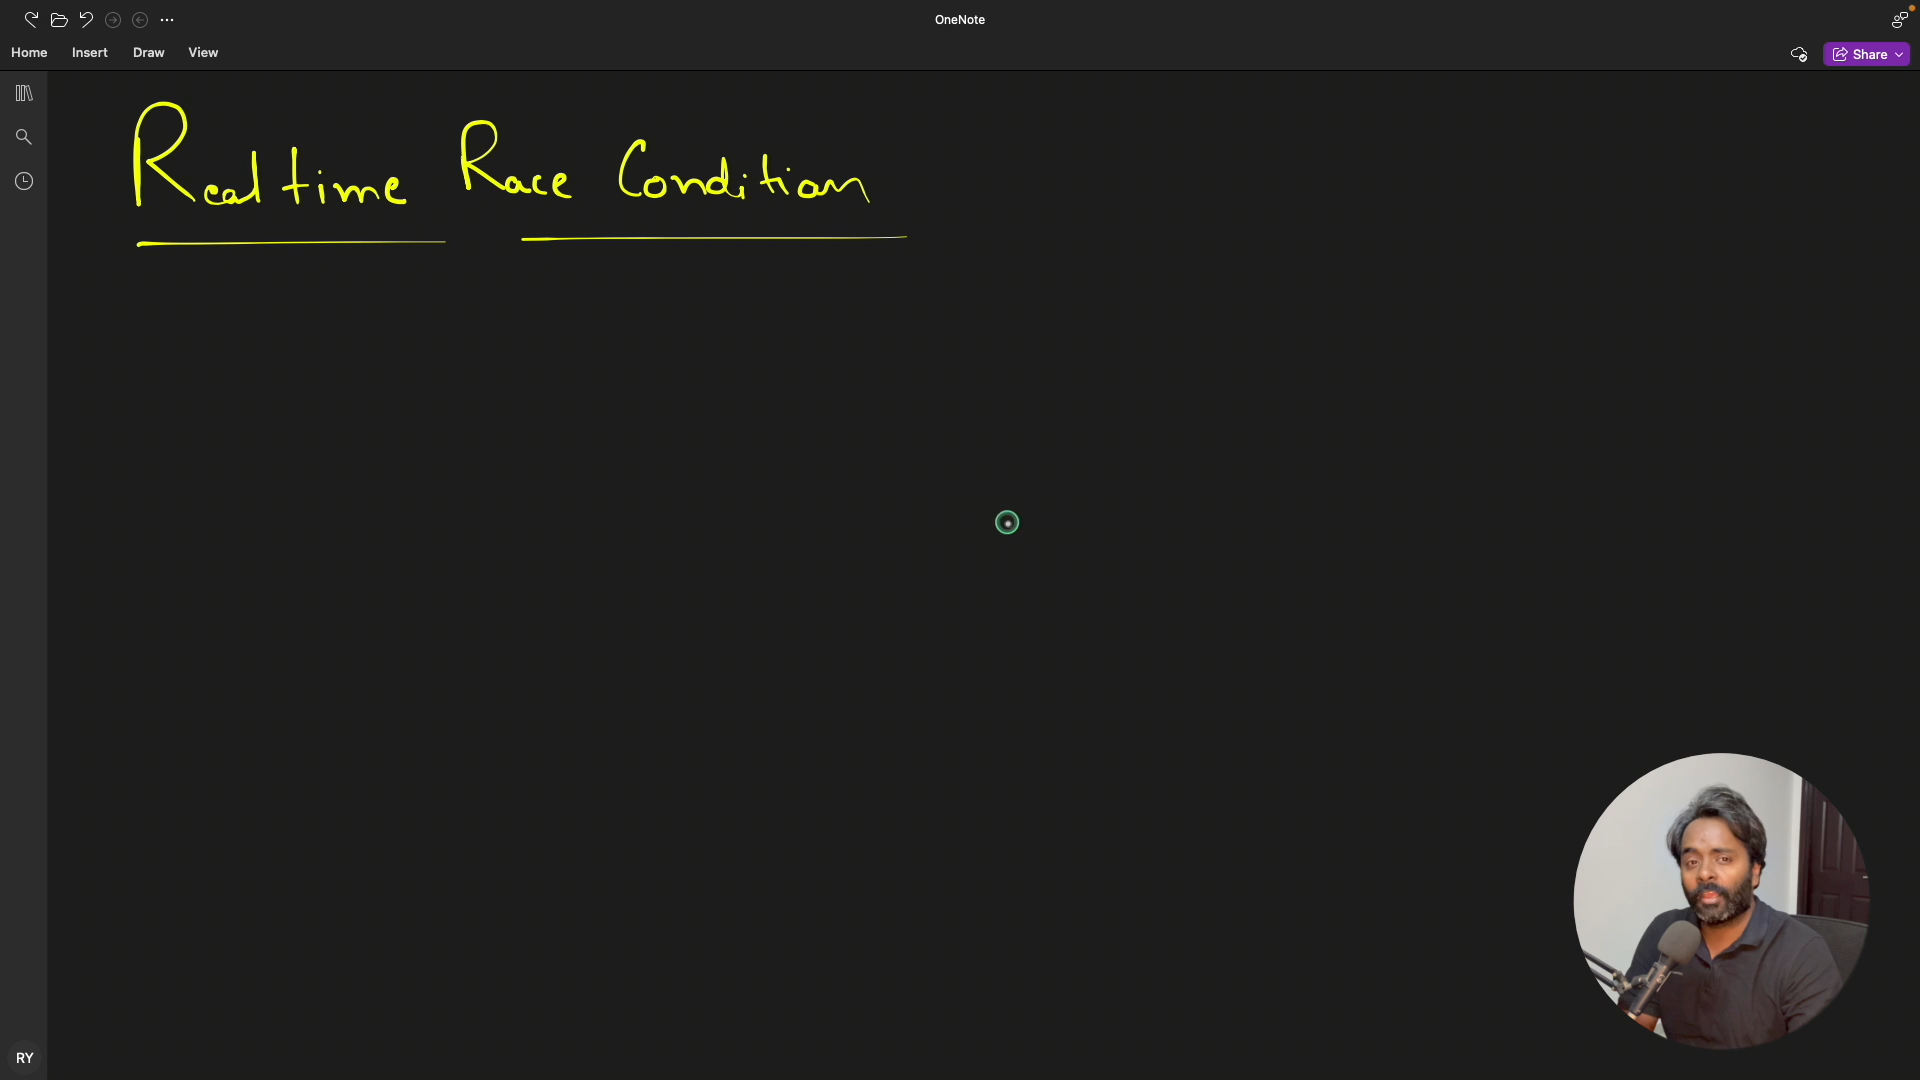 OneNote
Home Insert Draw View
Share
Realtime Race Condition
RY